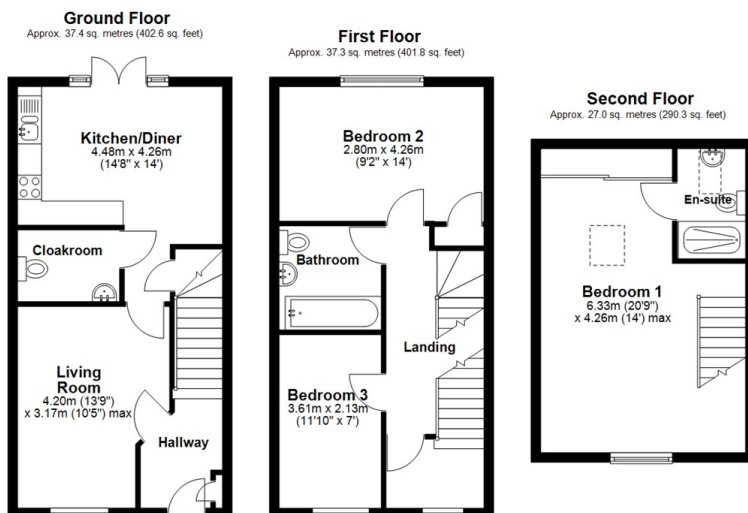 Ground Floor
Approx. 37.4 sq. metres (402.6 sq. feet)
Kitchen/Diner
4.48m x 4.26m
(14'8" x 14')
Cloakroom
Living
Room
4.20m (13'9")
x 3.17m (10'5") max
Hallway
First Floor
Approx. 37.3 sq. metres (401.8 sq. feet)
Bedroom 2
2.80m x 4.26m
(9'2" x 14')
Bathroom
Landing
Bedroom 3
3.61m x 2.13m
(11'10" x 7')
Second Floor
Approx. 27.0 sq. metres (290.3 sq. feet)
En-suite
Bedroom 1
6.33m (20'9")
x 4.26m (14') max